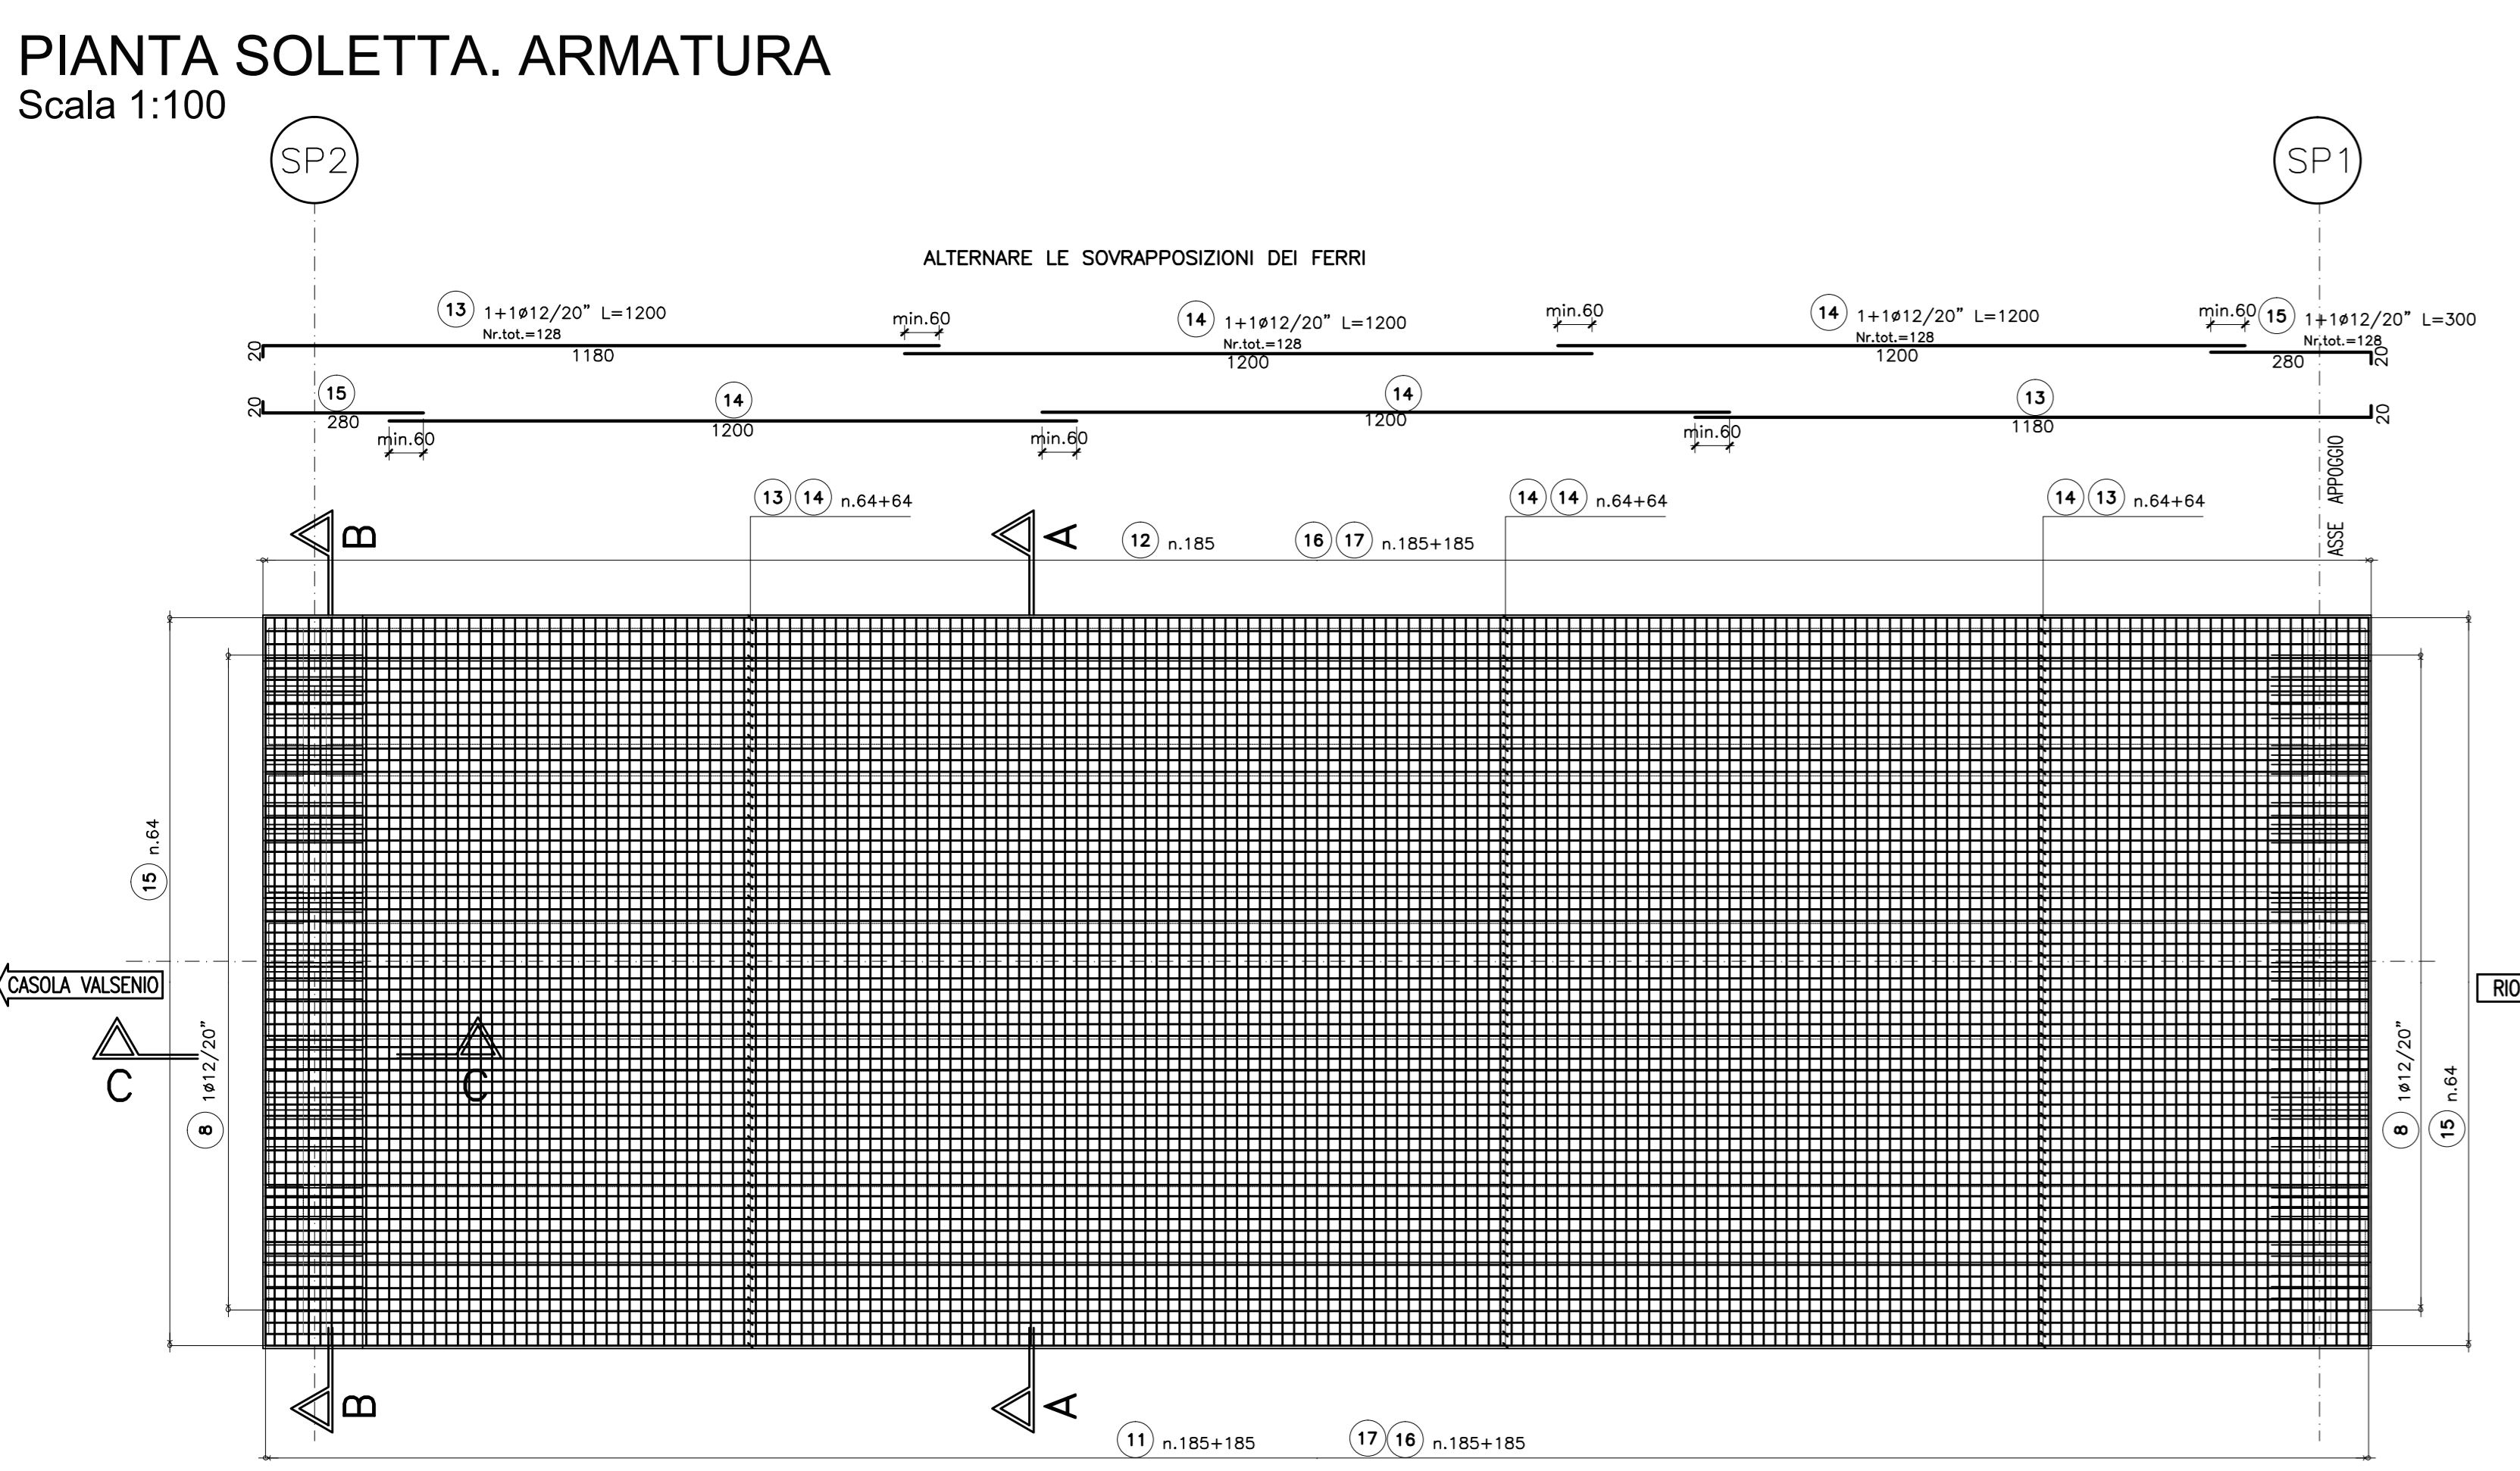 PIANTA SOLETTA. ARMATURA
Scala 1:100
SP2
SP1
ALTERNARE LE SOVRAPPOSIZIONI DEI FERRI
13 1+1ø12/20" L=1200
Nr.tot.=128
1180
20
min.60
14 1+1ø12/20" L=1200
Nr.tot.=128
1200
min.60
14 1+1ø12/20" L=1200
Nr.tot.=128
1200
min.60
15 1+1ø12/20" L=300
Nr.tot.=128
280
20
20
15
280
min.60
14
1200
min.60
14
1200
min.60
13
1180
20
ASSE APPOGGIO
13 14 n.64+64
14 14 n.64+64
14 13 n.64+64
B
A
12 n.185
16 17 n.185+185
15 n.64
CASOLA VALSENIO
RIO
C
C
8 1ø12/20"
8 1ø12/20"
15 n.64
B
A
11 n.185+185
17 16 n.185+185